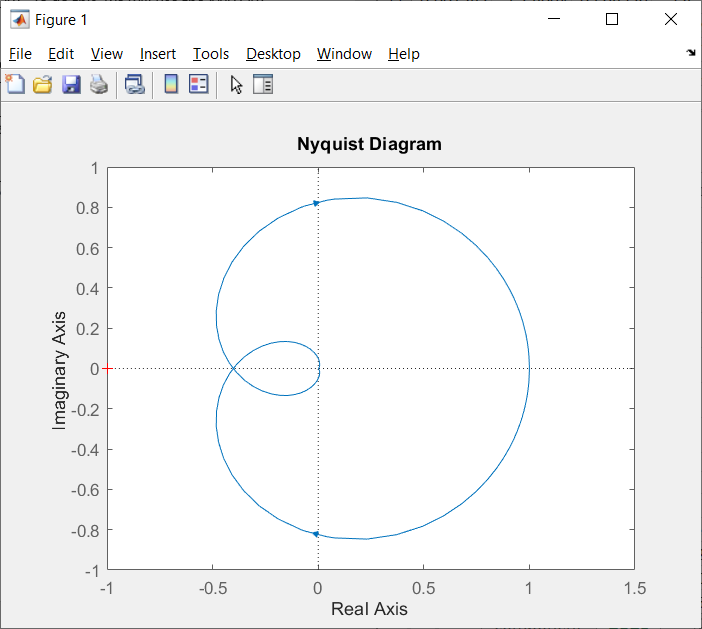 Figure 1
File Edit View Insert Tools Desktop Window Help
Nyquist Diagram
1
0.8
0.6
0.4
0.2
0
-0.2
-0.4
-0.6
-0.8
-1
Imaginary Axis
-1 -0.5 0 0.5 1 1.5
Real Axis